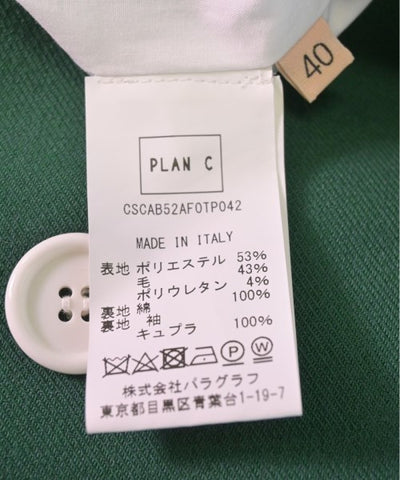 40
PLAN C
CSCAB52AF0TP042
MADE IN ITALY
表地 ポリエステル 53%
毛 43%
ポリウレタン 4%
裏地 綿 100%
裏地 袖
キュプラ 100%
P W
株式会社パラグラフ
東京都目黒区青葉台1-19-7